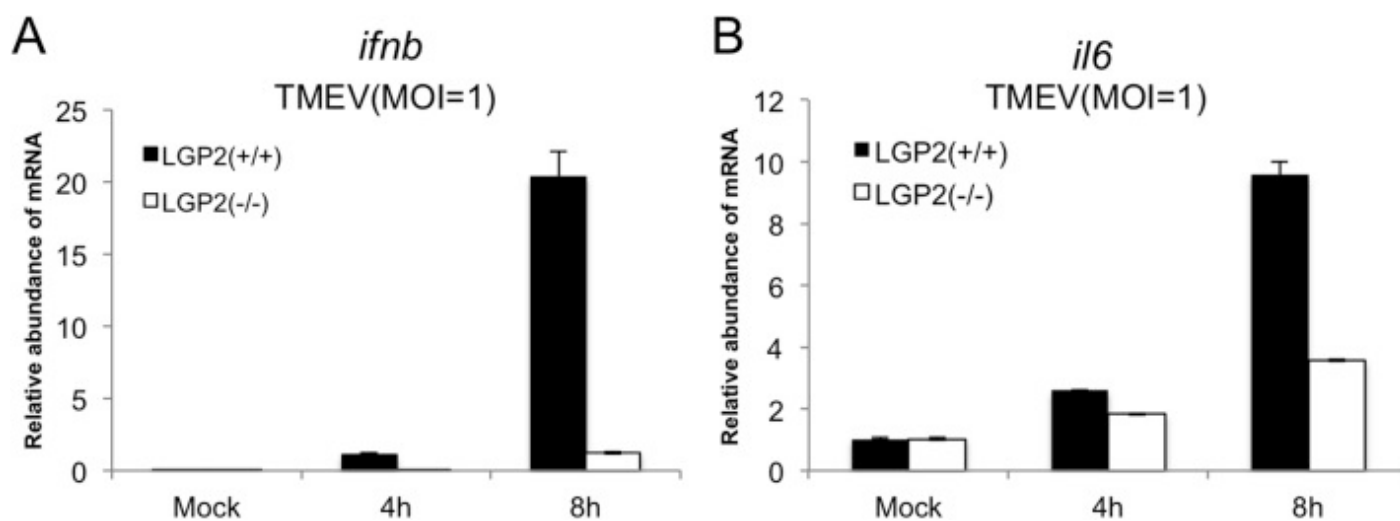 A
ifnb
TMEV(MOI=1)
Relative abundance of mRNA
25
20
15
10
5
0
LGP2(+/+)
LGP2(-/-)
Mock
4h
8h
B
il6
TMEV(MOI=1)
Relative abundance of mRNA
12
10
8
6
4
2
0
LGP2(+/+)
LGP2(-/-)
Mock
4h
8h